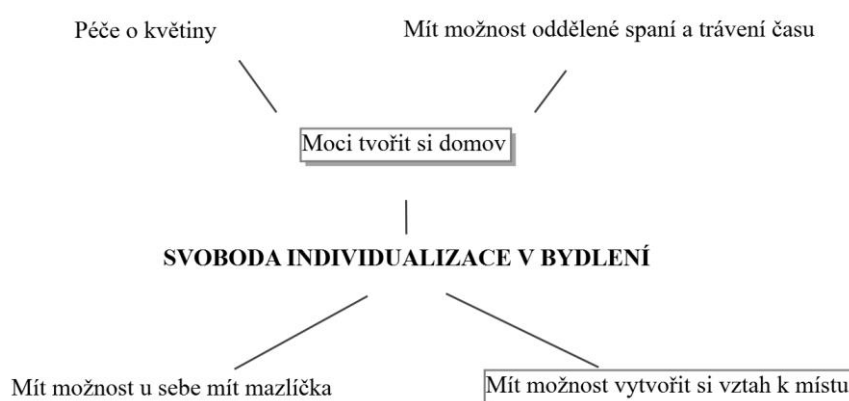 Péče o květiny
Mít možnost oddělené spaní a trávení času
Moci tvořit si domov
SVOBODA INDIVIDUALIZACE V BYDLENÍ
Mít možnost u sebe mít mazlíčka
Mít možnost vytvořit si vztah k místu